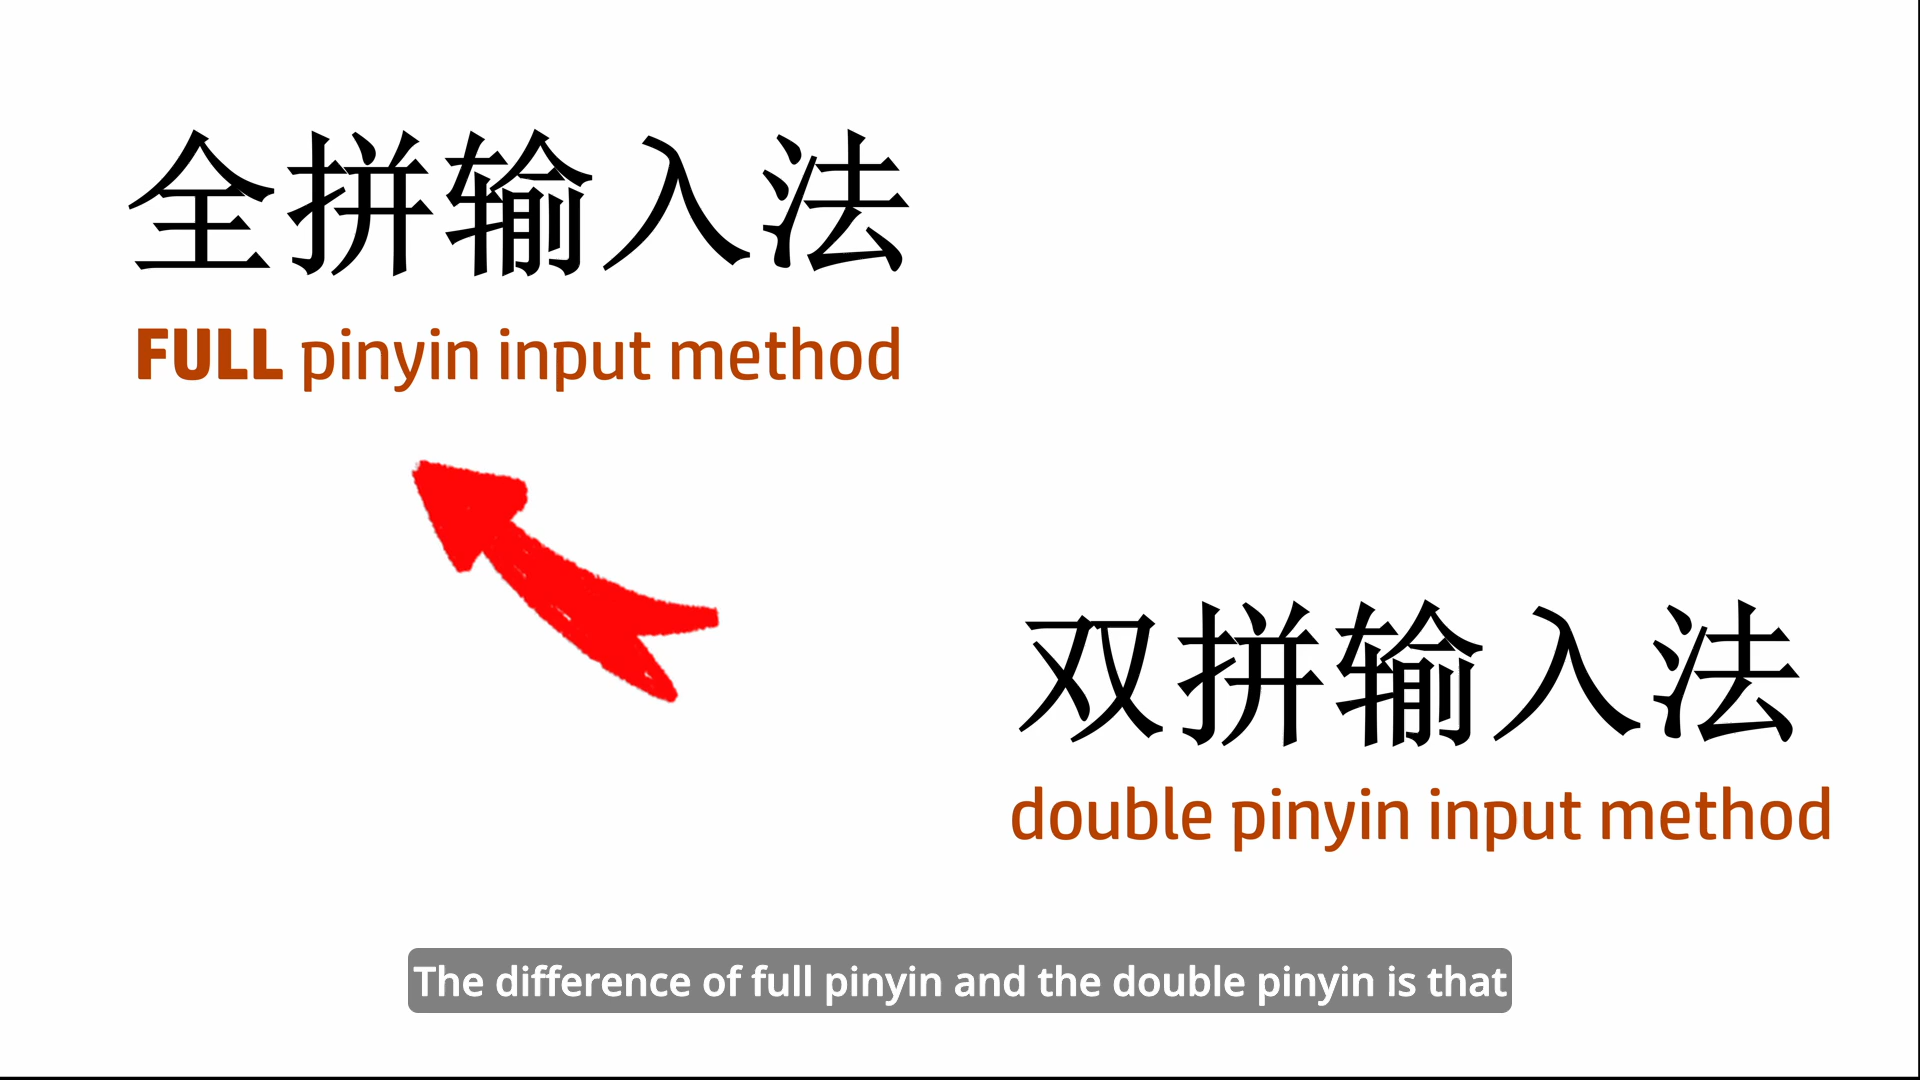 全拼输入法
FULL pinyin input method
双拼输入法
double pinyin input method
The difference of full pinyin and the double pinyin is that